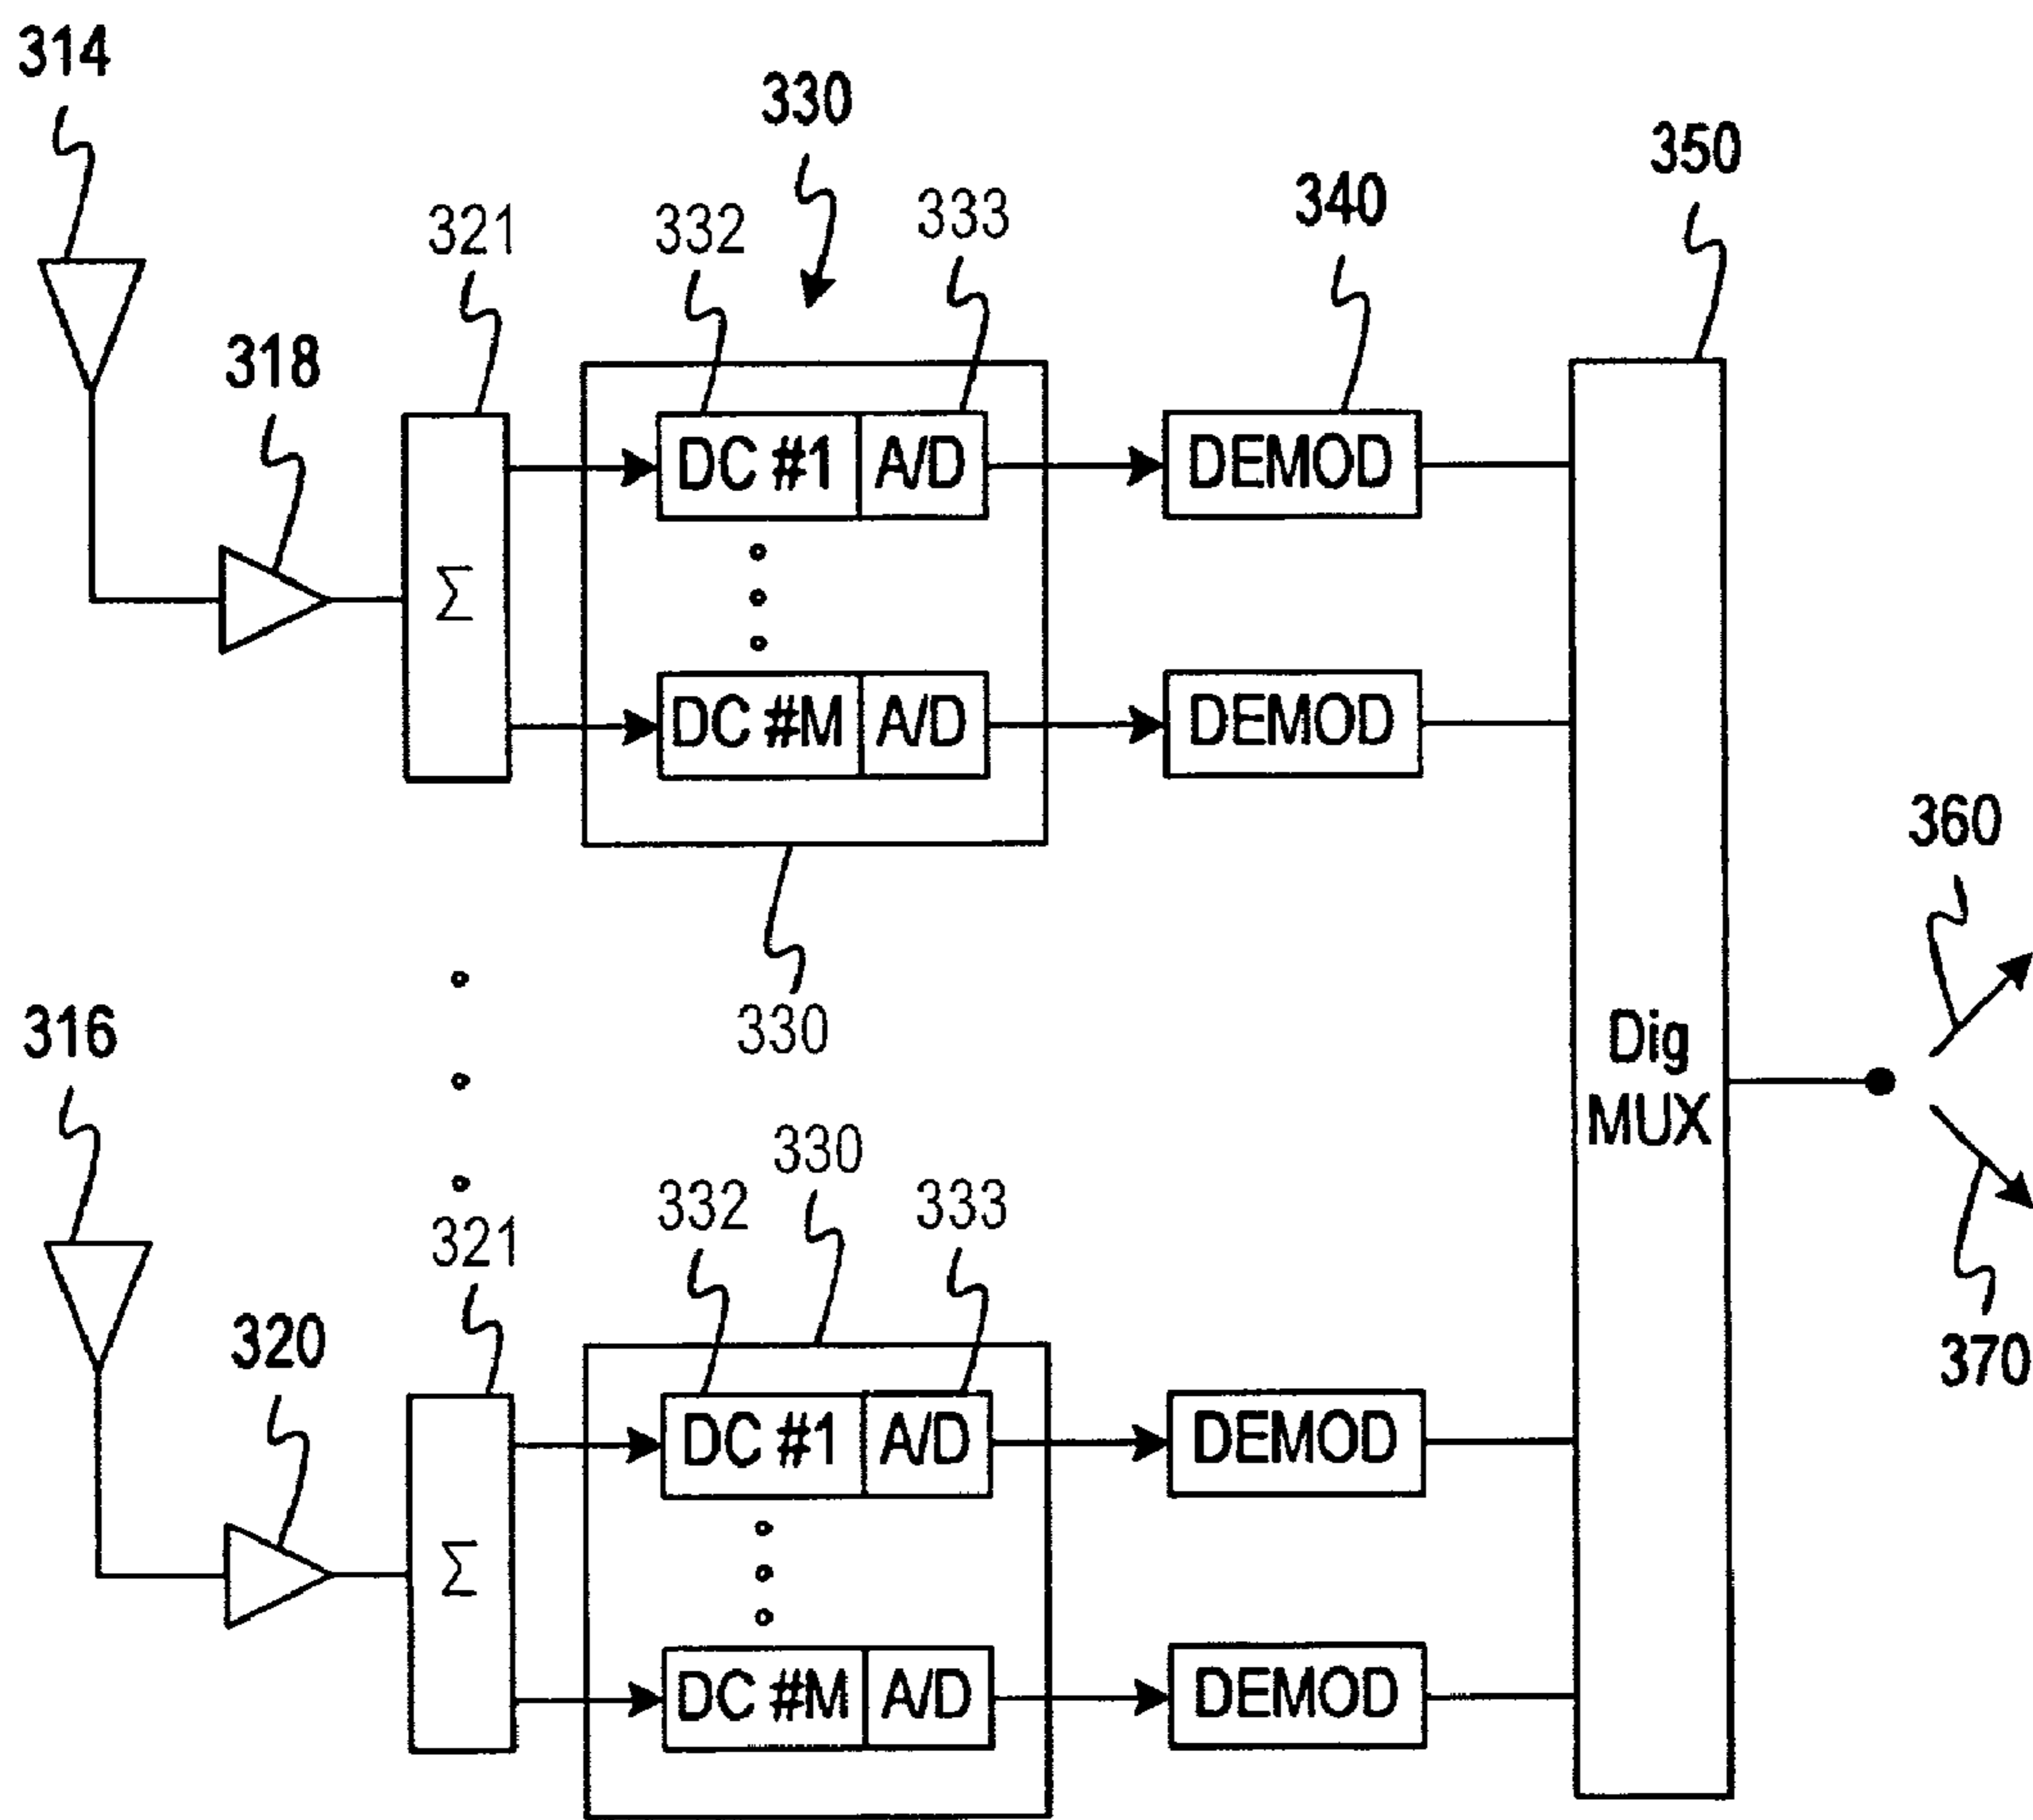 314
330
350
340
321
332
333
318
DC #1
A/D
DEMOD
Σ
DC #M
A/D
DEMOD
360
330
316
Dig
MUX
330
332
333
321
320
370
DC #1
A/D
DEMOD
Σ
DC #M
A/D
DEMOD